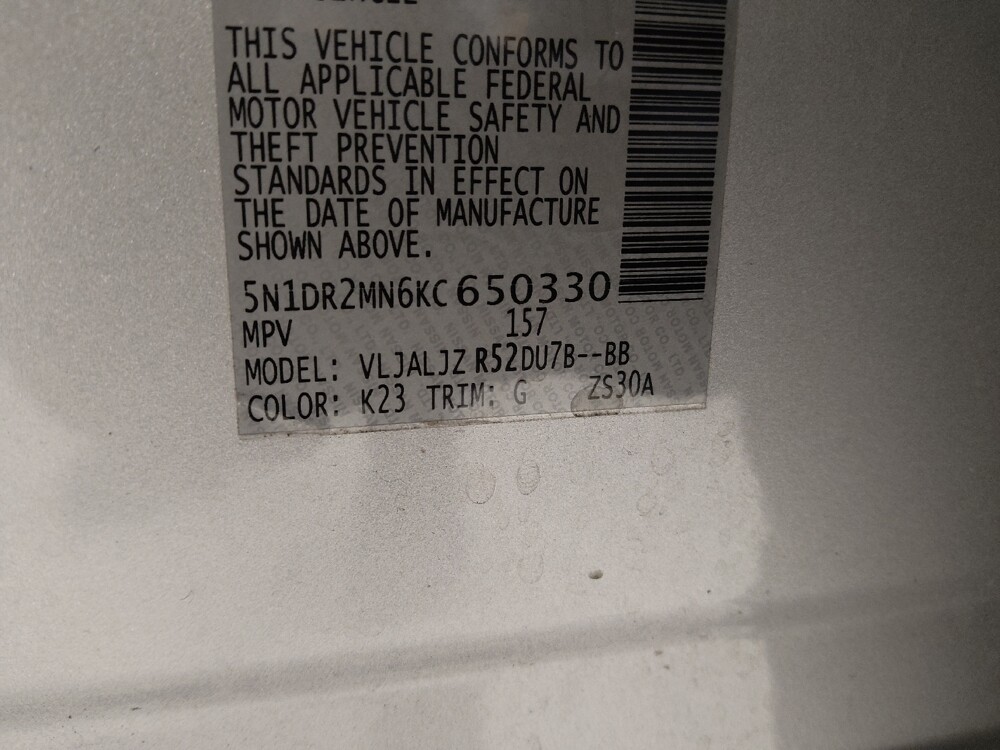 THIS VEHICLE CONFORMS TO
ALL APPLICABLE FEDERAL
MOTOR VEHICLE SAFETY AND
THEFT PREVENTION
STANDARDS IN EFFECT ON
THE DATE OF MANUFACTURE
SHOWN ABOVE.
5N1DR2MN6KC650330
MPV 157
MODEL: VLJALJZ R52DU7B--BB
COLOR: K23 TRIM: G ZS30A